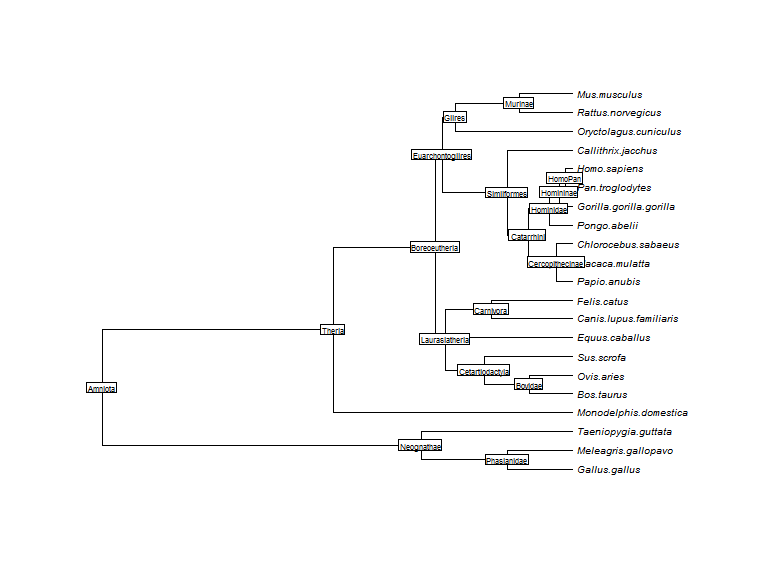 Mus.musculus
Murinae
Rattus.norvegicus
Glires
Oryctolagus.cuniculus
Callithrix.jacchus
Euarchontoglires
Homo.sapiens
HomoPan
Pan.troglodytes
Homininae
Simiiformes
Gorilla.gorilla.gorilla
Hominidae
Pongo.abelii
Catarrhini
Chlorocebus.sabaeus
Boreoeutheria
Cercopithecinae
acaca.mulatta
Papio.anubis
Felis.catus
Carnivora
Canis.lupus.familiaris
Theria
Equus.caballus
Laurasiatheria
Sus.scrofa
Cetartiodactyla
Ovis.aries
Bovidae
Amniota
Bos.taurus
Monodelphis.domestica
Taeniopygia.guttata
Neognathae
Meleagris.gallopavo
Phasianidae
Gallus.gallus